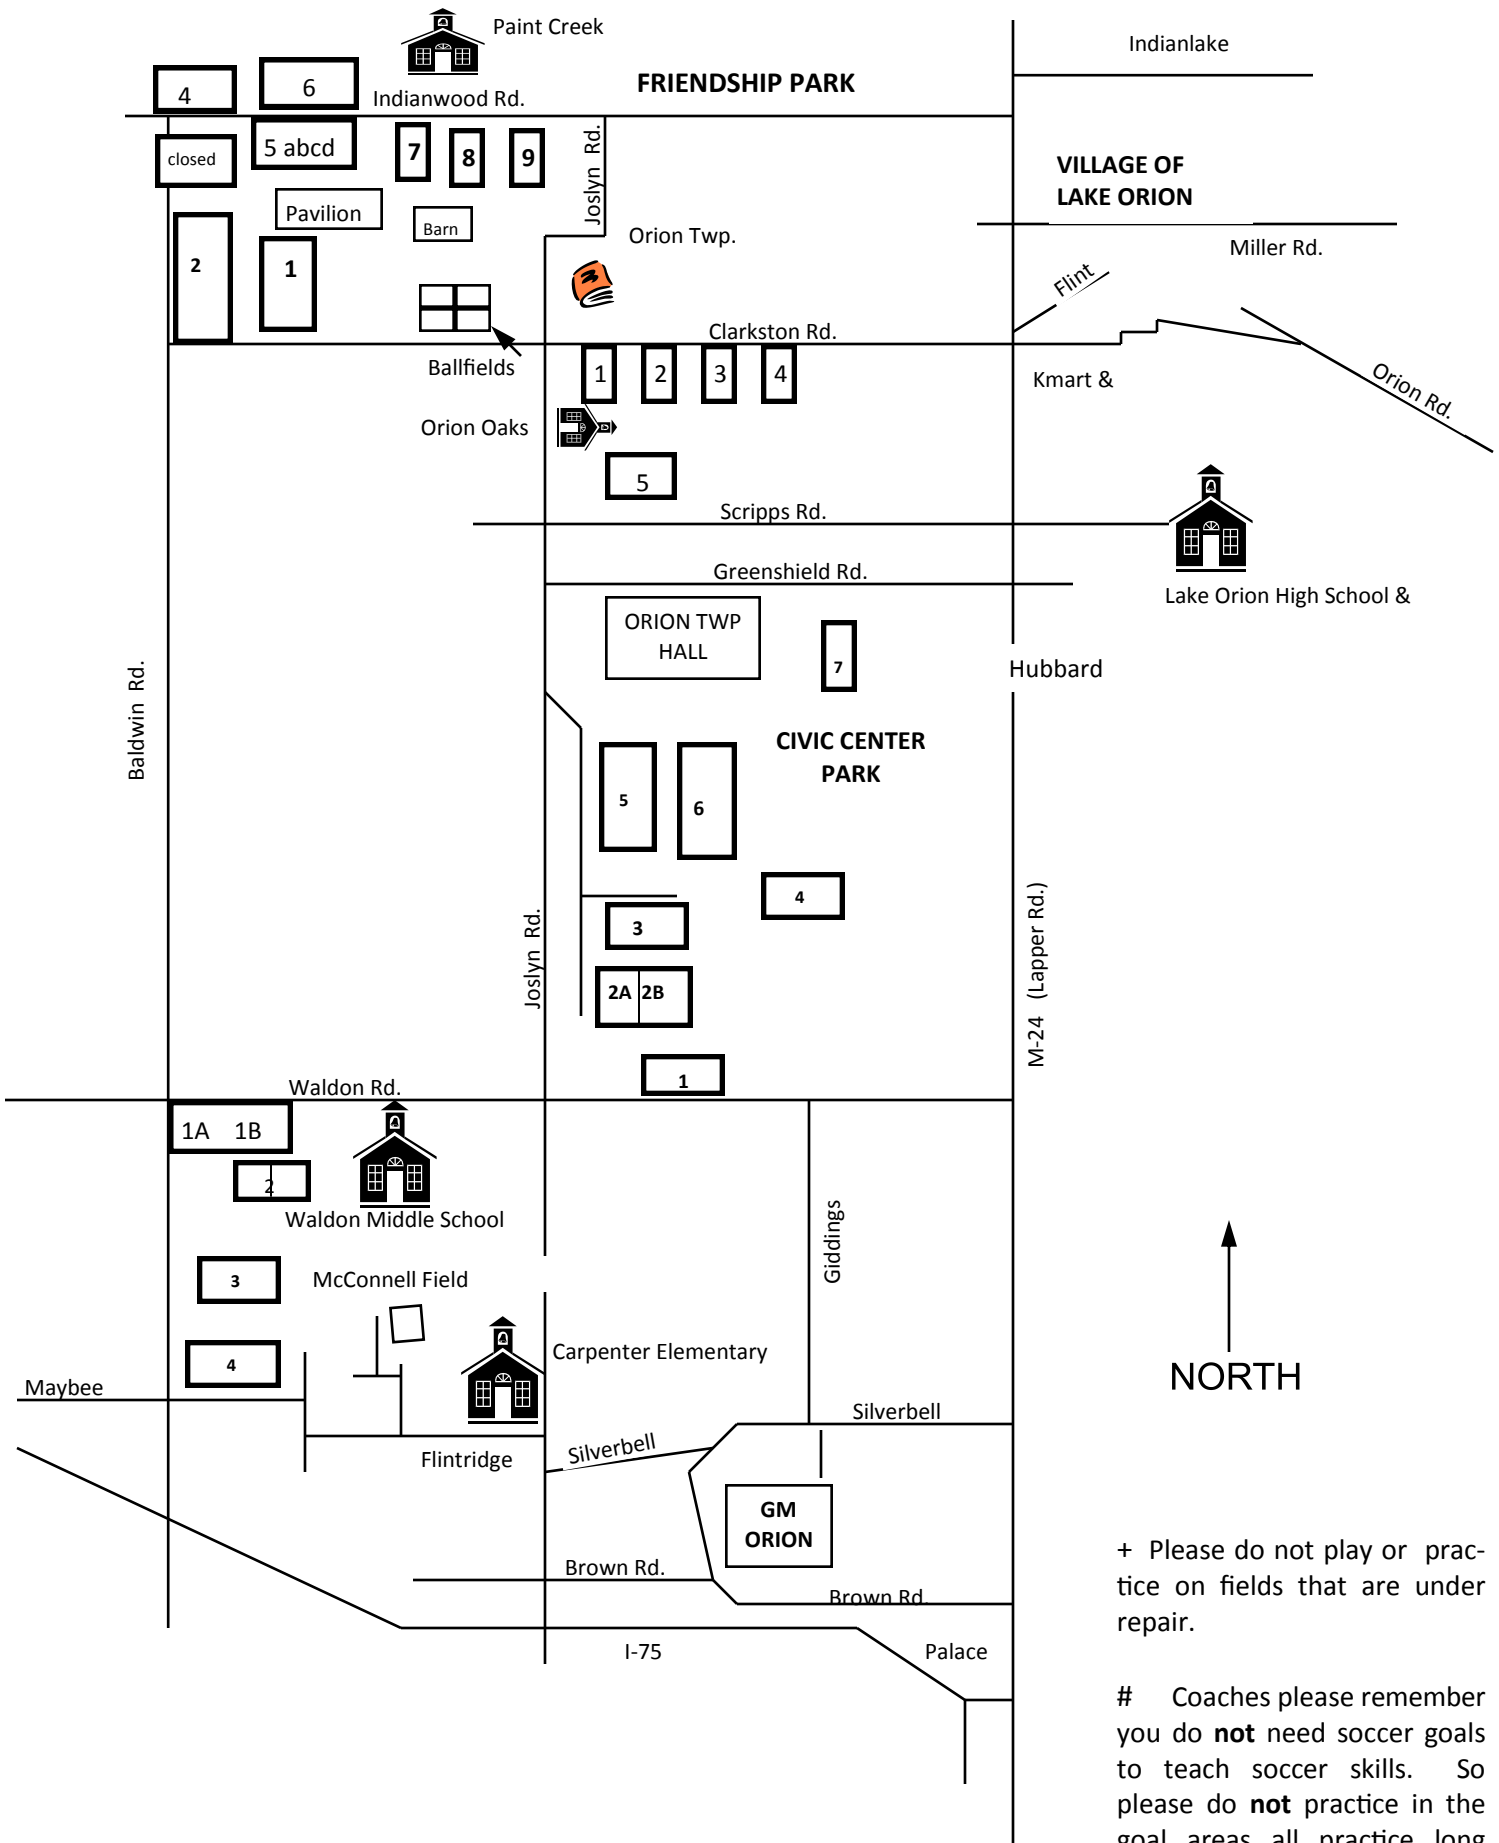 Paint Creek
Indianlake
FRIENDSHIP PARK
4
6
Indianwood Rd.
closed
5 abcd
7
8
9
Joslyn Rd.
VILLAGE OF
LAKE ORION
Pavilion
Barn
Orion Twp.
Miller Rd.
2
1
Flint
Clarkston Rd.
Ballfields
1
2
3
4
Kmart &
Orion Rd.
Orion Oaks
5
Scripps Rd.
Greenshield Rd.
Lake Orion High School &
ORION TWP
HALL
7
Hubbard
Baldwin Rd.
CIVIC CENTER
PARK
5
6
4
3
Joslyn Rd.
M-24 (Lapper Rd.)
2A
2B
1
Waldon Rd.
1A 1B
2
Waldon Middle School
Giddings
3
McConnell Field
4
Carpenter Elementary
Maybee
NORTH
Silverbell
Flintridge
Silverbell
GM
ORION
Brown Rd.
Brown Rd.
I-75
Palace
+ Please do not play or prac-
tice on fields that are under
repair.
# Coaches please remember
you do not need soccer goals
to teach soccer skills. So
please do not practice in the
goal areas all practice long